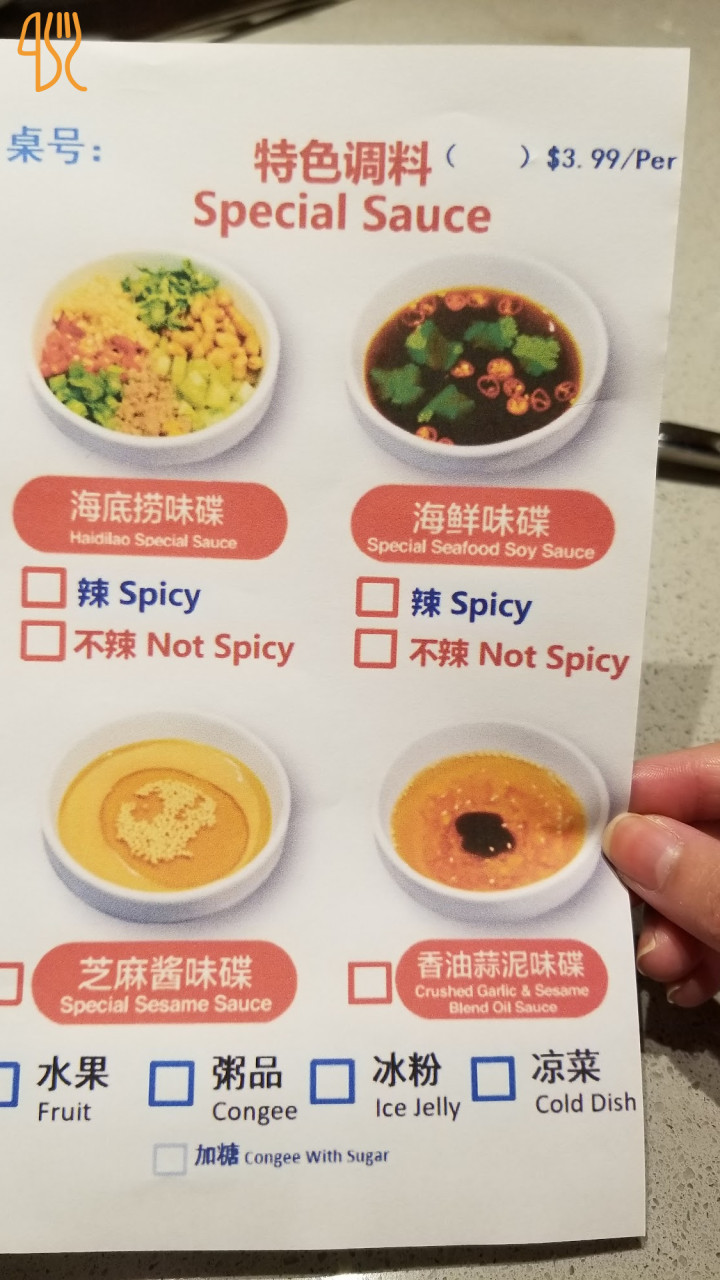 桌号:
特色调料 ( ) $3.99/Per
Special Sauce
海底捞味碟
Haidilao Special Sauce
海鲜味碟
Special Seafood Soy Sauce
辣 Spicy
不辣 Not Spicy
辣 Spicy
不辣 Not Spicy
芝麻酱味碟
Special Sesame Sauce
香油蒜泥味碟
Crushed Garlic & Sesame
Blend Oil Sauce
水果
Fruit
粥品
Congee
冰粉
Ice Jelly
凉菜
Cold Dish
加糖 Congee With Sugar